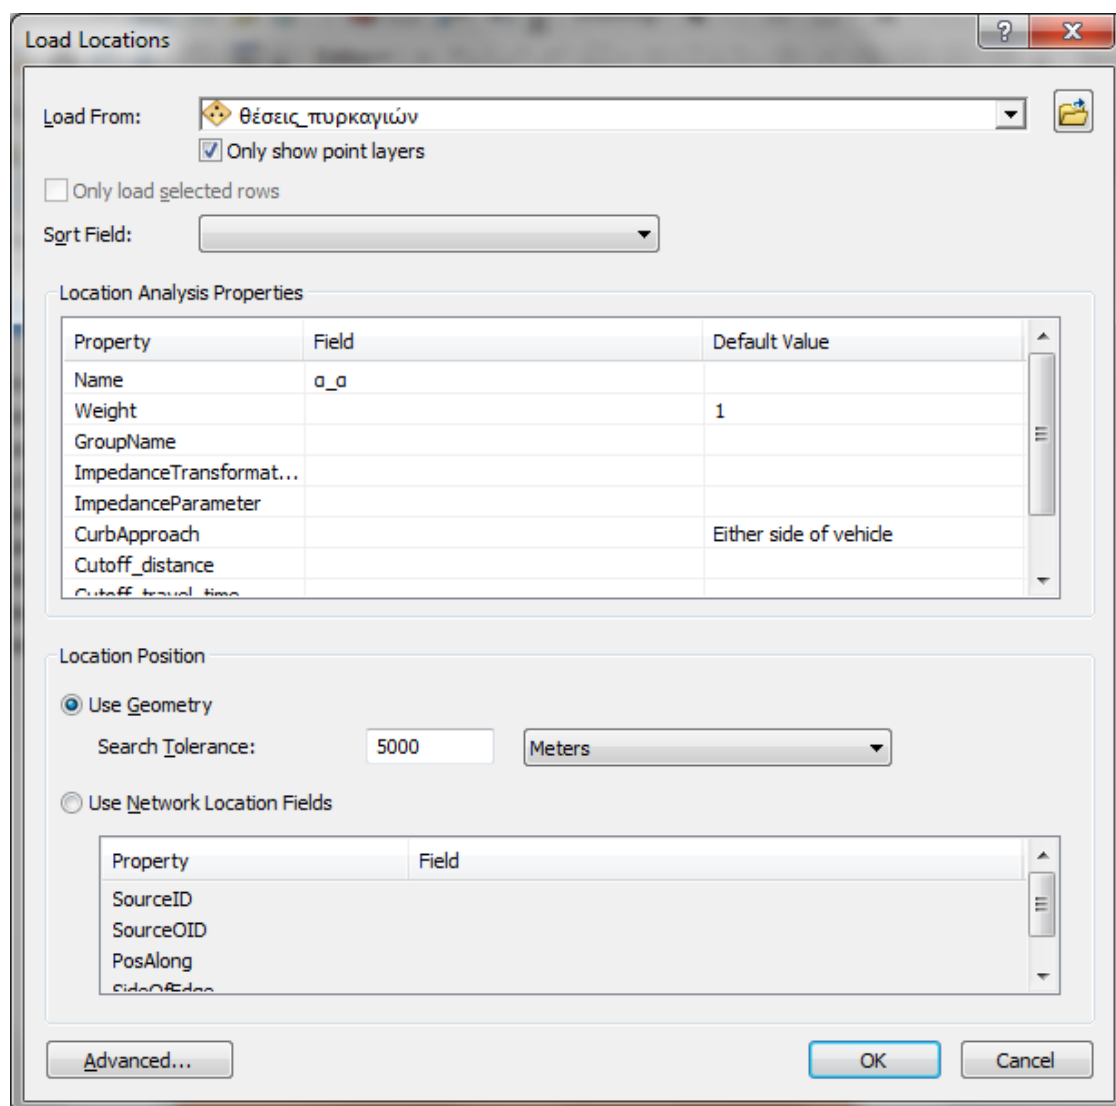 Load Locations
Load From: θέσεις_πυρκαγιών
Only show point layers
Only load selected rows
Sort Field:
Location Analysis Properties
Property Field Default Value
Name α_α
Weight 1
GroupName
ImpedanceTransformat...
ImpedanceParameter
CurbApproach Either side of vehicle
Cutoff_distance
Cutoff_travel_time
Location Position
Use Geometry
Search Tolerance: 5000 Meters
Use Network Location Fields
Property Field
SourceID
SourceOID
PosAlong
SideOfEdge
Advanced... OK Cancel